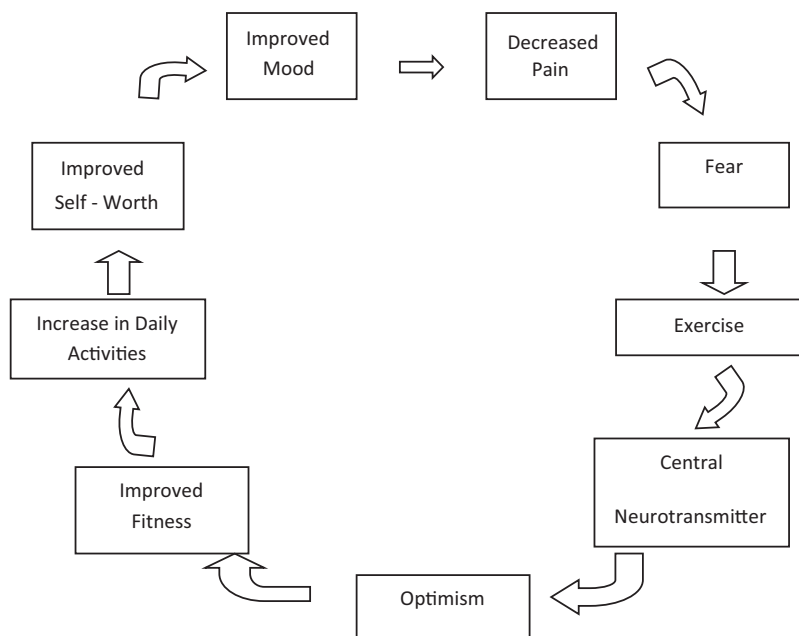 Improved
Mood
Decreased
Pain
Fear
Exercise
Central
Neurotransmitter
Optimism
Improved
Fitness
Increase in Daily
Activities
Improved
Self - Worth